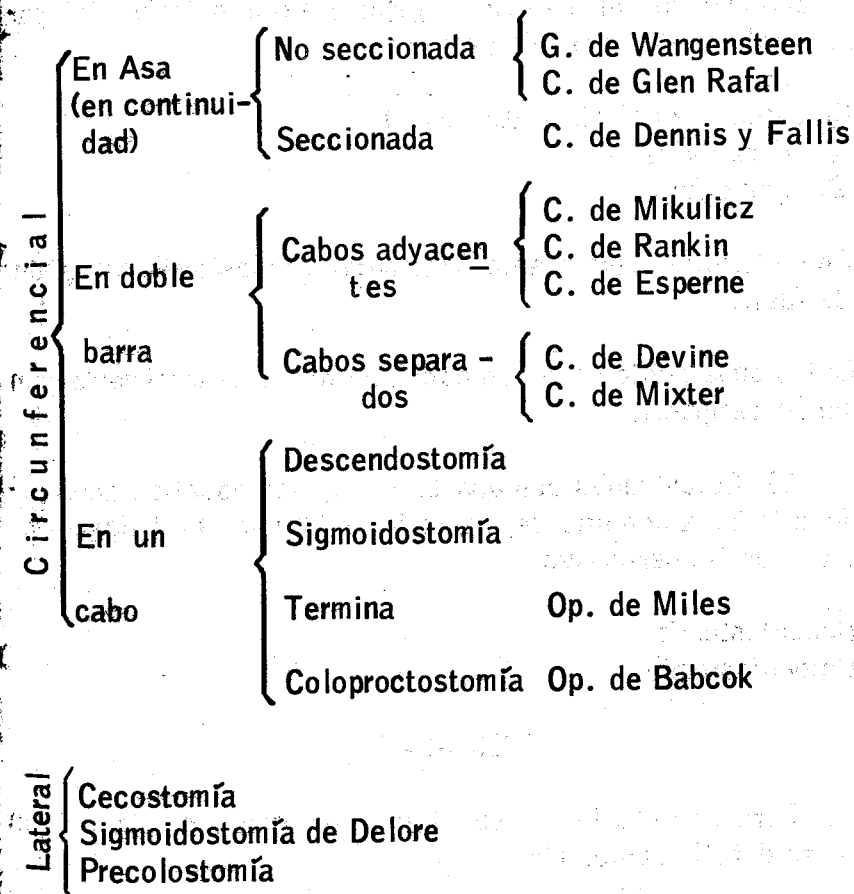 Circunferencial
En Asa
(en continui-
dad)
No seccionada
G. de Wangensteen
C. de Glen Rafal
Seccionada
C. de Dennis y Fallis
En doble
barra
Cabos adyacen
tes
C. de Mikulicz
C. de Rankin
C. de Esperne
Cabos separa -
dos
C. de Devine
C. de Mixter
En un
cabo
Descendostomía
Sigmoidostomía
Termina
Op. de Miles
Coloproctostomía
Op. de Babcok
Lateral
Cecostomía
Sigmoidostomía de Delore
Precolostomía